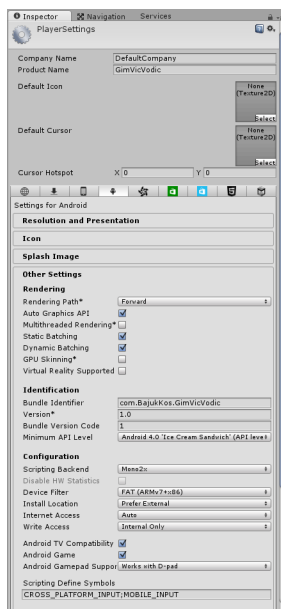 Inspector Navigation Services
PlayerSettings
Company Name DefaultCompany
Product Name GimVicVodic
Default Icon None
(Texture2D)
Select
Default Cursor None
(Texture2D)
Select
Cursor Hotspot X 0 Y 0
Settings for Android
Resolution and Presentation
Icon
Splash Image
Other Settings
Rendering
Rendering Path* Forward
Auto Graphics API
Multithreaded Rendering*
Static Batching
Dynamic Batching
GPU Skinning*
Virtual Reality Supported
Identification
Bundle Identifier com.BajukKos.GimVicVodic
Version* 1.0
Bundle Version Code 1
Minimum API Level Android 4.0 'Ice Cream Sandwich' (API level
Configuration
Scripting Backend Mono2x
Disable HW Statistics
Device Filter FAT (ARMv7+x86)
Install Location Prefer External
Internet Access Auto
Write Access Internal Only
Android TV Compatibility
Android Game
Android Gamepad Suppor Works with D-pad
Scripting Define Symbols
CROSS_PLATFORM_INPUT;MOBILE_INPUT